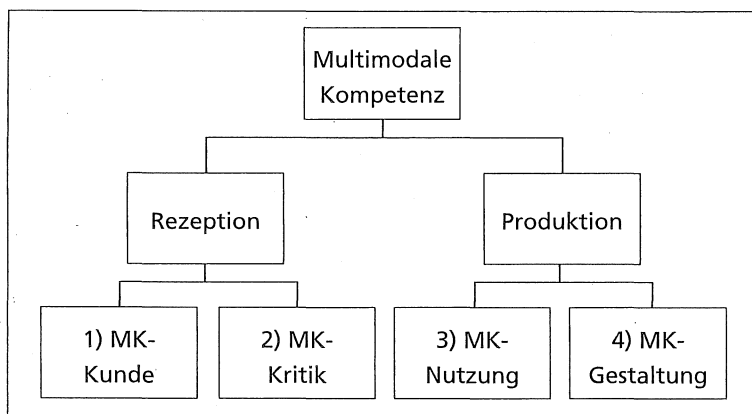 Multimodale
Kompetenz
Rezeption
Produktion
1) MK-
Kunde
2) MK-
Kritik
3) MK-
Nutzung
4) MK-
Gestaltung